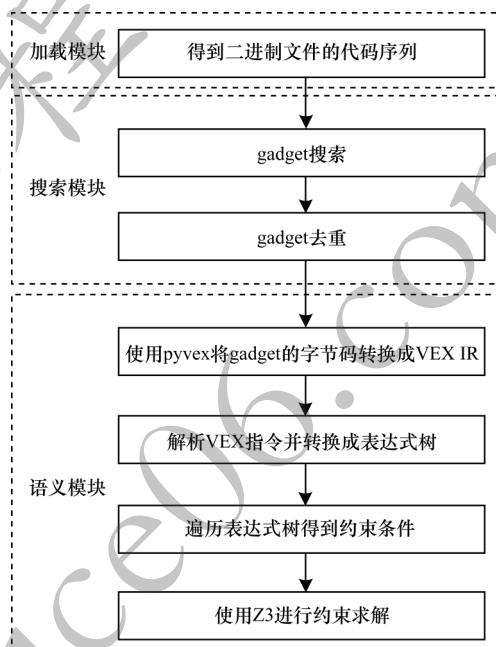 加载模块
得到二进制文件的代码序列
搜索模块
gadget搜索
gadget去重
语义模块
使用pyvex将gadget的字节码转换成VEX IR
解析VEX指令并转换成表达式树
遍历表达式树得到约束条件
使用Z3进行约束求解
程
ce06.com